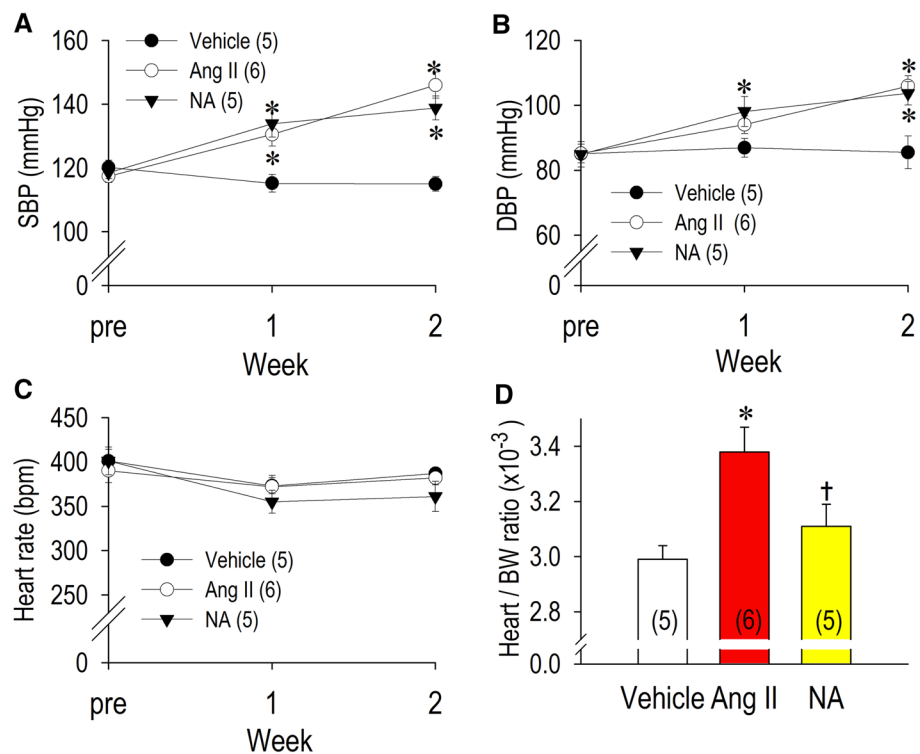 A
160
140
120
100
0
SBP (mmHg)
Vehicle (5)
Ang II (6)
NA (5)
*
*
*
*
pre
1
2
Week
B
120
100
80
60
0
DBP (mmHg)
*
*
*
Vehicle (5)
Ang II (6)
NA (5)
pre
1
2
Week
C
450
400
350
300
250
0
Heart rate (bpm)
Vehicle (5)
Ang II (6)
NA (5)
pre
1
2
Week
D
3.4
3.2
3.0
2.8
0.0
Heart / BW ratio (x10-3)
*
†
(5)
(6)
(5)
Vehicle
Ang II
NA